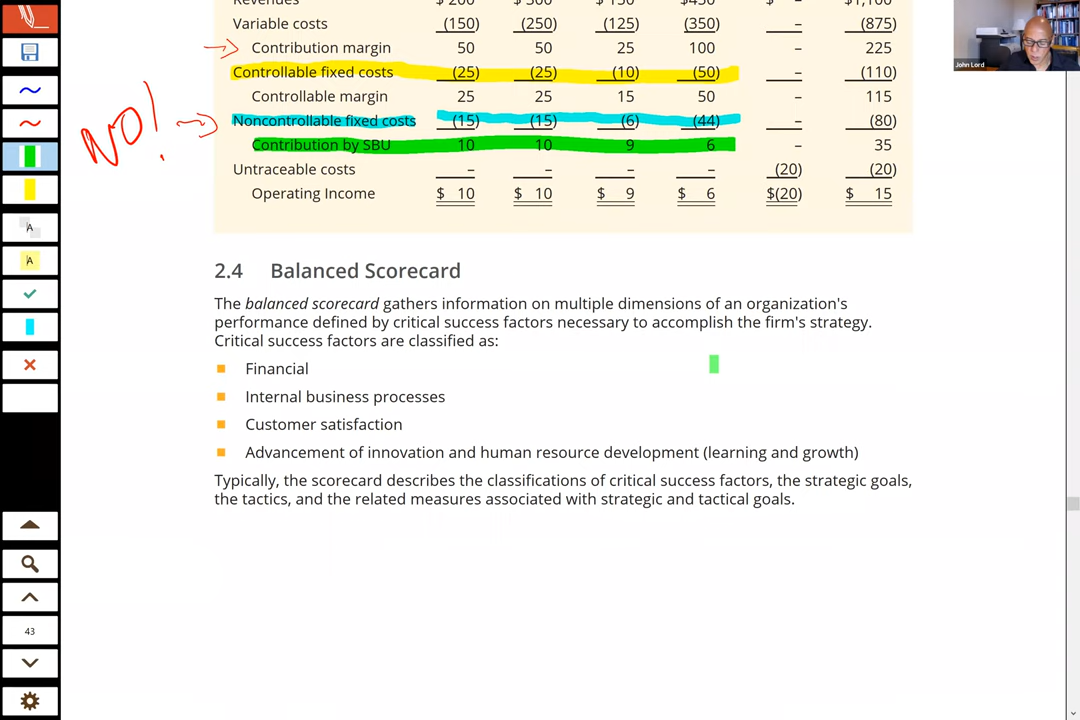 Revenues $ 200 $ 300 $ 150 $450 $ – $1,100
Variable costs (150) (250) (125) (350) – (875)
Contribution margin 50 50 25 100 – 225
Controllable fixed costs (25) (25) (10) (50) – (110)
Controllable margin 25 25 15 50 – 115
NO!
Noncontrollable fixed costs (15) (15) (6) (44) – (80)
Contribution by SBU 10 10 9 6 – 35
Untraceable costs – – – – (20) (20)
Operating Income $ 10 $ 10 $ 9 $ 6 $(20) $ 15
2.4 Balanced Scorecard
The balanced scorecard gathers information on multiple dimensions of an organization's
performance defined by critical success factors necessary to accomplish the firm's strategy.
Critical success factors are classified as:
Financial
Internal business processes
Customer satisfaction
Advancement of innovation and human resource development (learning and growth)
Typically, the scorecard describes the classifications of critical success factors, the strategic goals,
the tactics, and the related measures associated with strategic and tactical goals.
A
A
43
John Lord